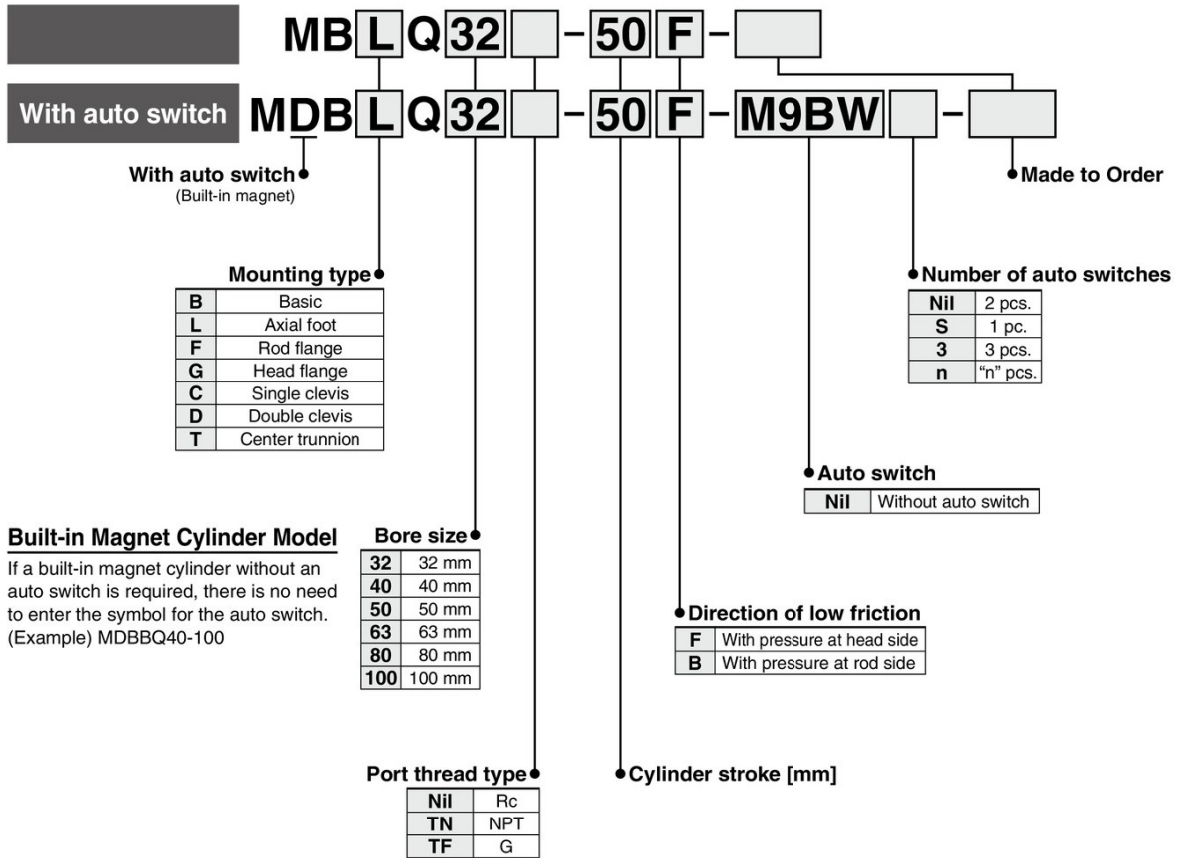 MB L Q 32 - 50 F -
With auto switch MDB L Q 32 - 50 F - M9BW -
With auto switch
(Built-in magnet)
Made to Order
Mounting type
B Basic
L Axial foot
F Rod flange
G Head flange
C Single clevis
D Double clevis
T Center trunnion
Number of auto switches
Nil 2 pcs.
S 1 pc.
3 3 pcs.
n "n" pcs.
Auto switch
Nil Without auto switch
Built-in Magnet Cylinder Model
If a built-in magnet cylinder without an
auto switch is required, there is no need
to enter the symbol for the auto switch.
(Example) MDBBQ40-100
Bore size
32 32 mm
40 40 mm
50 50 mm
63 63 mm
80 80 mm
100 100 mm
Direction of low friction
F With pressure at head side
B With pressure at rod side
Port thread type
Nil Rc
TN NPT
TF G
Cylinder stroke [mm]